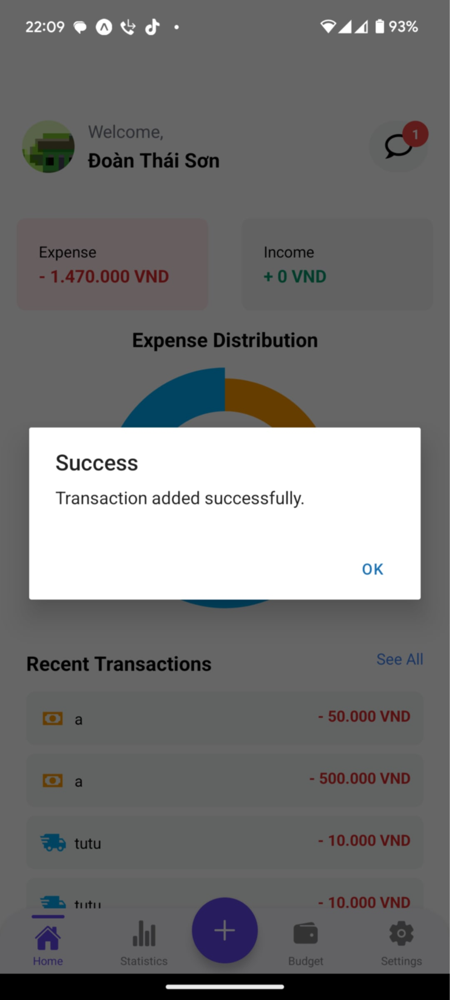 22:09
93%
Welcome,
1
Đoàn Thái Sơn
Expense
Income
- 1.470.000 VND
+ 0 VND
Expense Distribution
Success
Transaction added successfully.
OK
Recent Transactions
See All
a
- 50.000 VND
a
- 500.000 VND
tutu
- 10.000 VND
tutu
- 10.000 VND
Home
Statistics
Budget
Settings